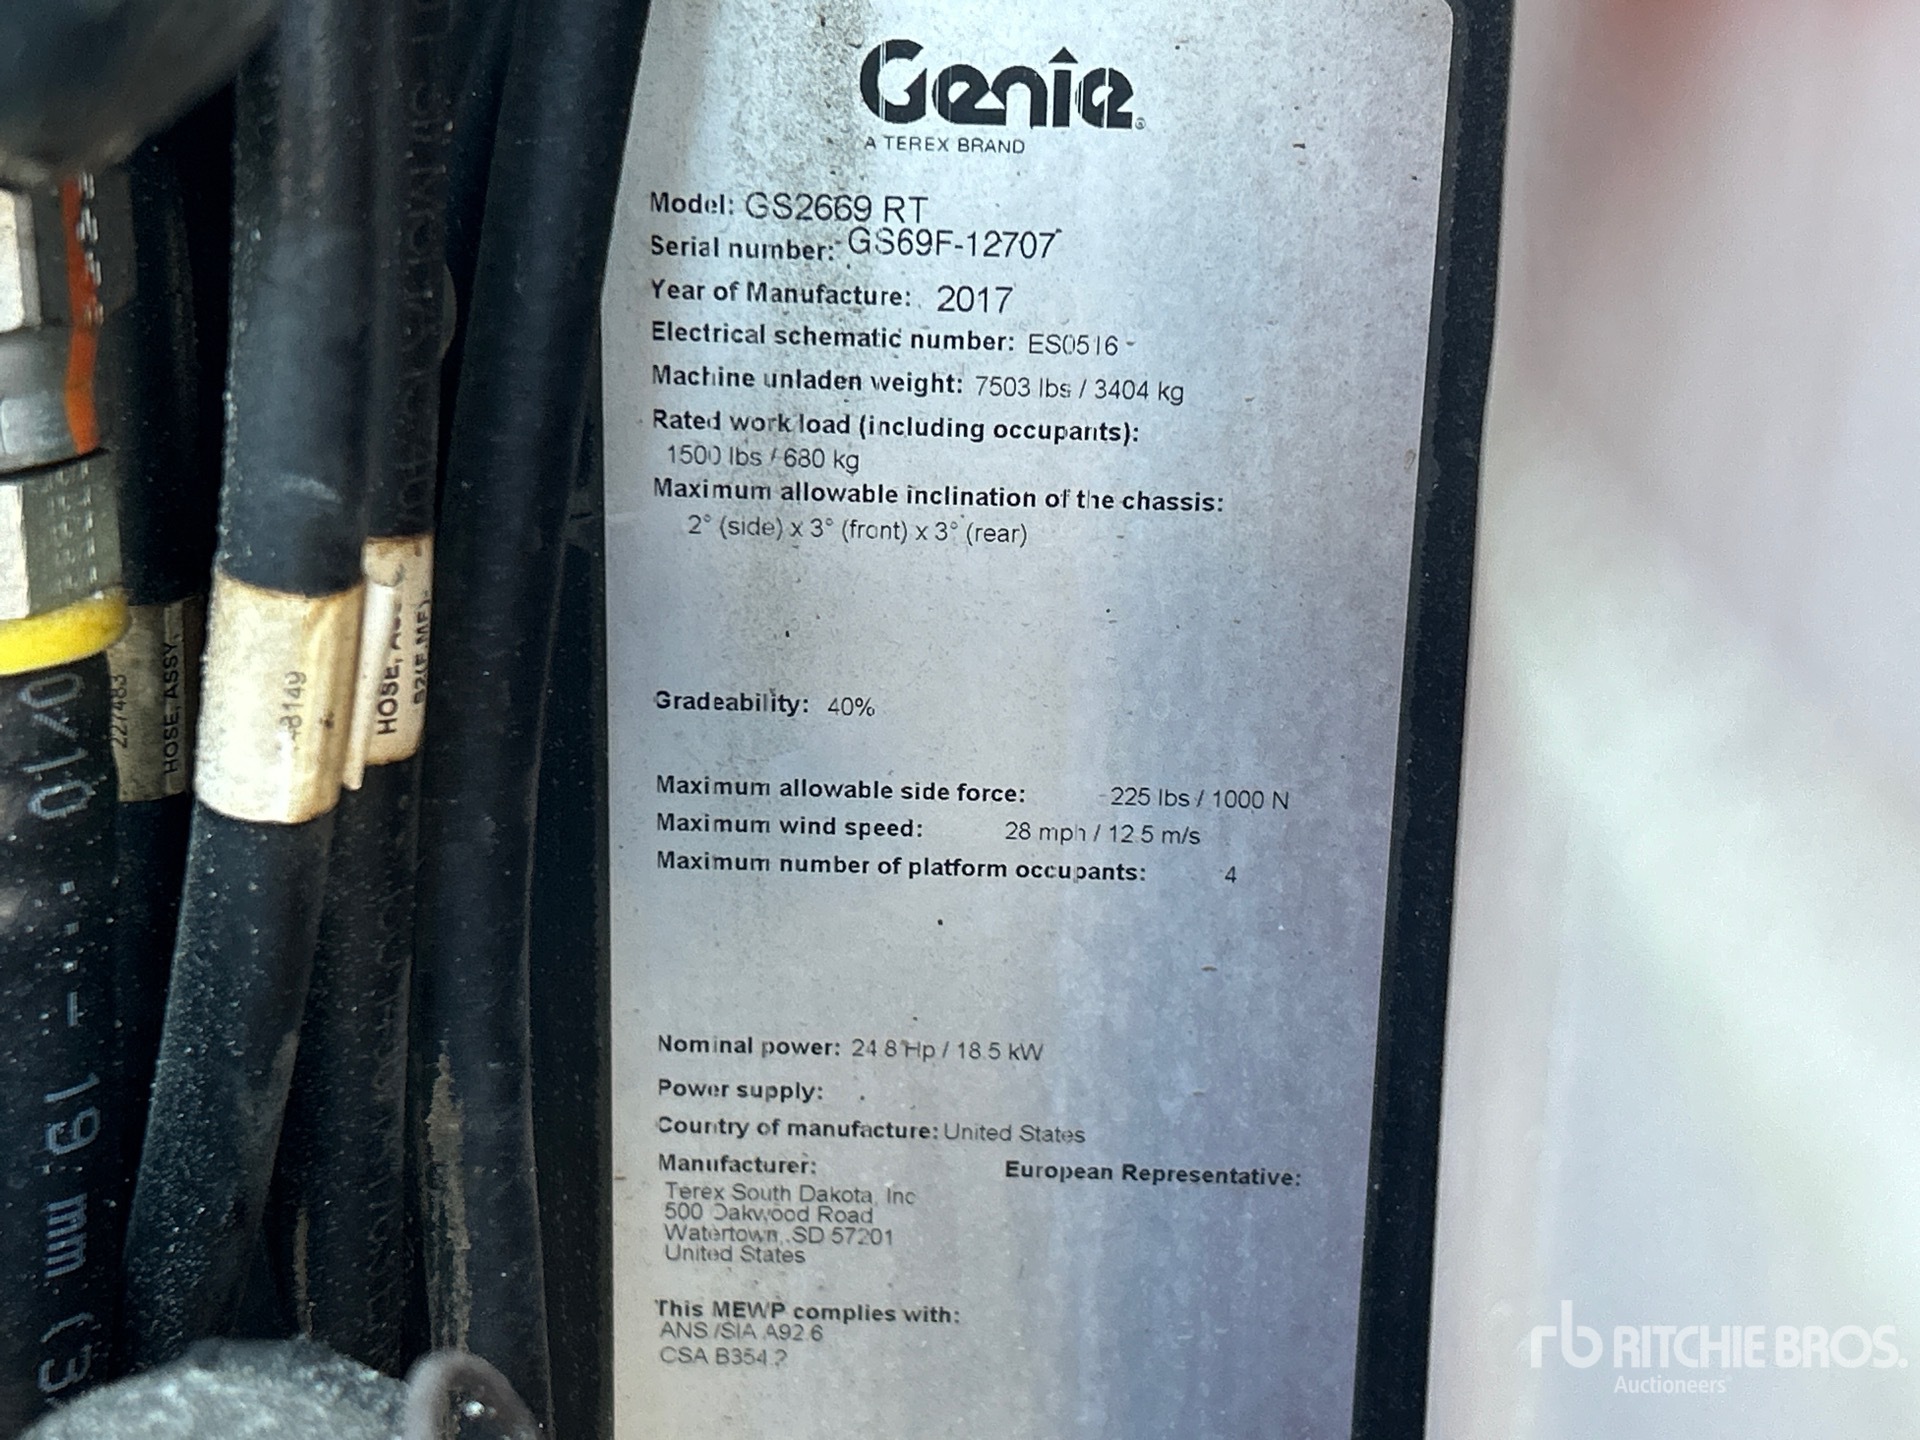 Genie
A TEREX BRAND
Model: GS2669 RT
Serial number: GS69F-12707
Year of Manufacture: 2017
Electrical schematic number: ES0516
Machine unladen weight: 7503 lbs / 3404 kg
Rated work load (including occupants):
1500 lbs / 680 kg
Maximum allowable inclination of the chassis:
2° (side) x 3° (front) x 3° (rear)
Gradeability: 40%
Maximum allowable side force: 225 lbs / 1000 N
Maximum wind speed: 28 mph / 12.5 m/s
Maximum number of platform occupants: 4
Nominal power: 24.8 Hp / 18.5 kW
Power supply:
Country of manufacture: United States
Manufacturer: European Representative:
Terex South Dakota, Inc
500 Oakwood Road
Watertown, SD 57201
United States
This MEWP complies with:
ANSI/SIA A92.6
CSA B354.2
227483
HOSE, ASSY,
HOSE,
19 mm
rb RITCHIE BROS.
Auctioneers